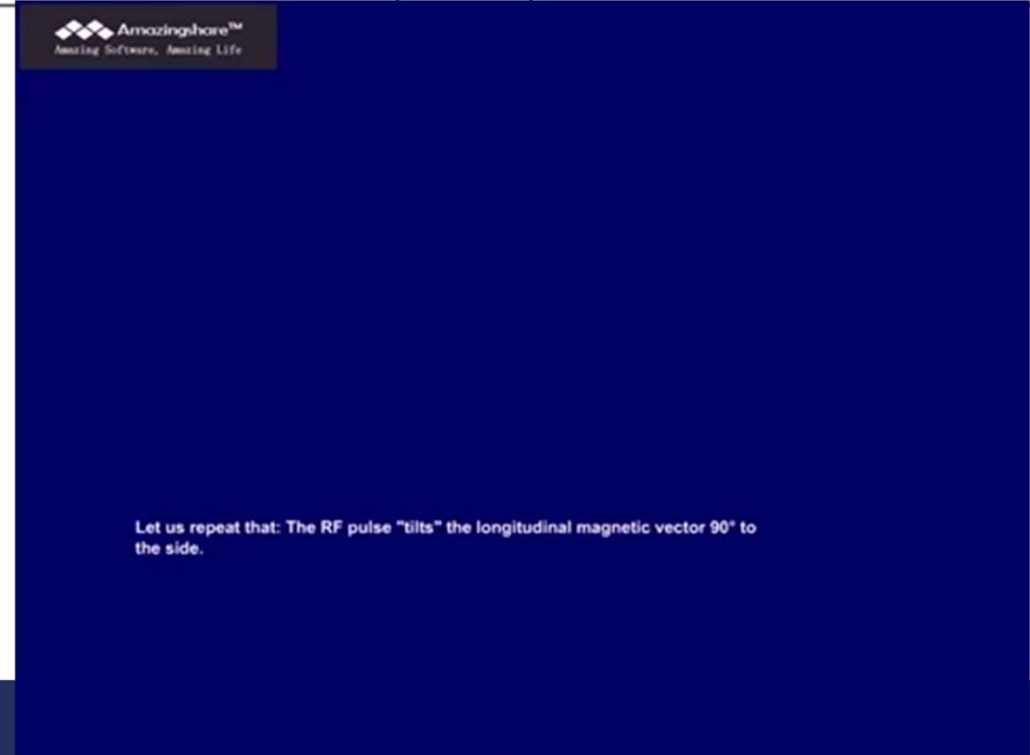 Amazingshare™
Amazing Software, Amazing Life
Let us repeat that: The RF pulse "tilts" the longitudinal magnetic vector 90° to
the side.